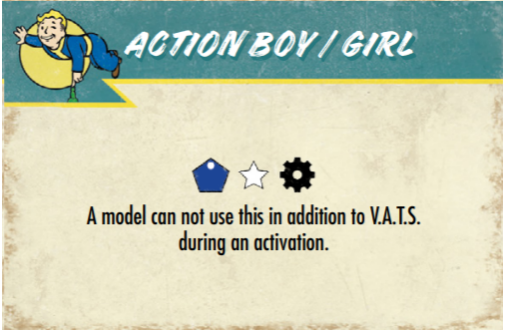 ACTION BOY / GIRL
A model can not use this in addition to V.A.T.S.
during an activation.